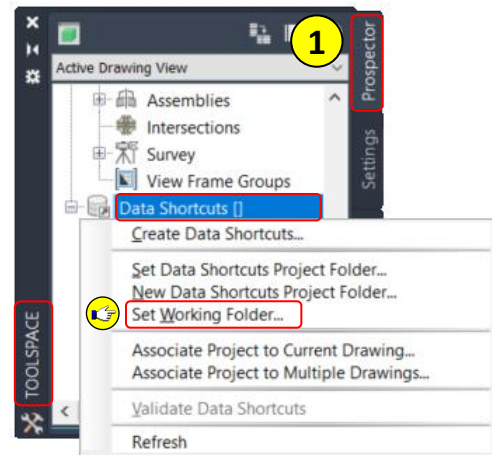 1
Active Drawing View
Prospector
Settings
TOOLSPACE
Assemblies
Intersections
Survey
View Frame Groups
Data Shortcuts []
Create Data Shortcuts...
Set Data Shortcuts Project Folder...
New Data Shortcuts Project Folder...
Set Working Folder...
Associate Project to Current Drawing...
Associate Project to Multiple Drawings...
Validate Data Shortcuts
Refresh